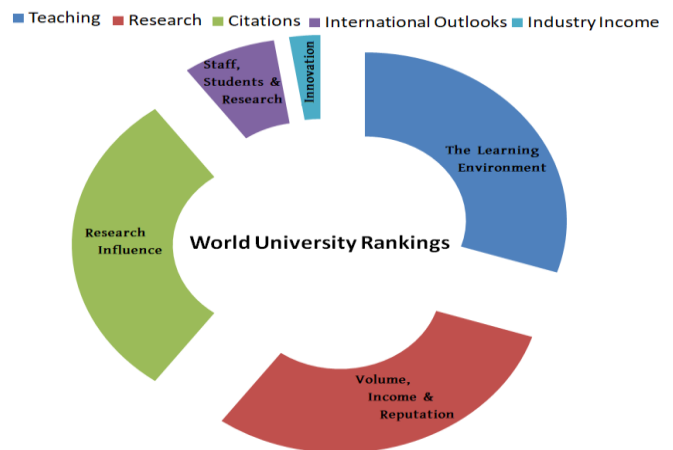 Teaching Research Citations International Outlooks Industry Income
Staff,
Students &
Research
Innovation
The Learning
Environment
Research
Influence
World University Rankings
Volume,
Income &
Reputation